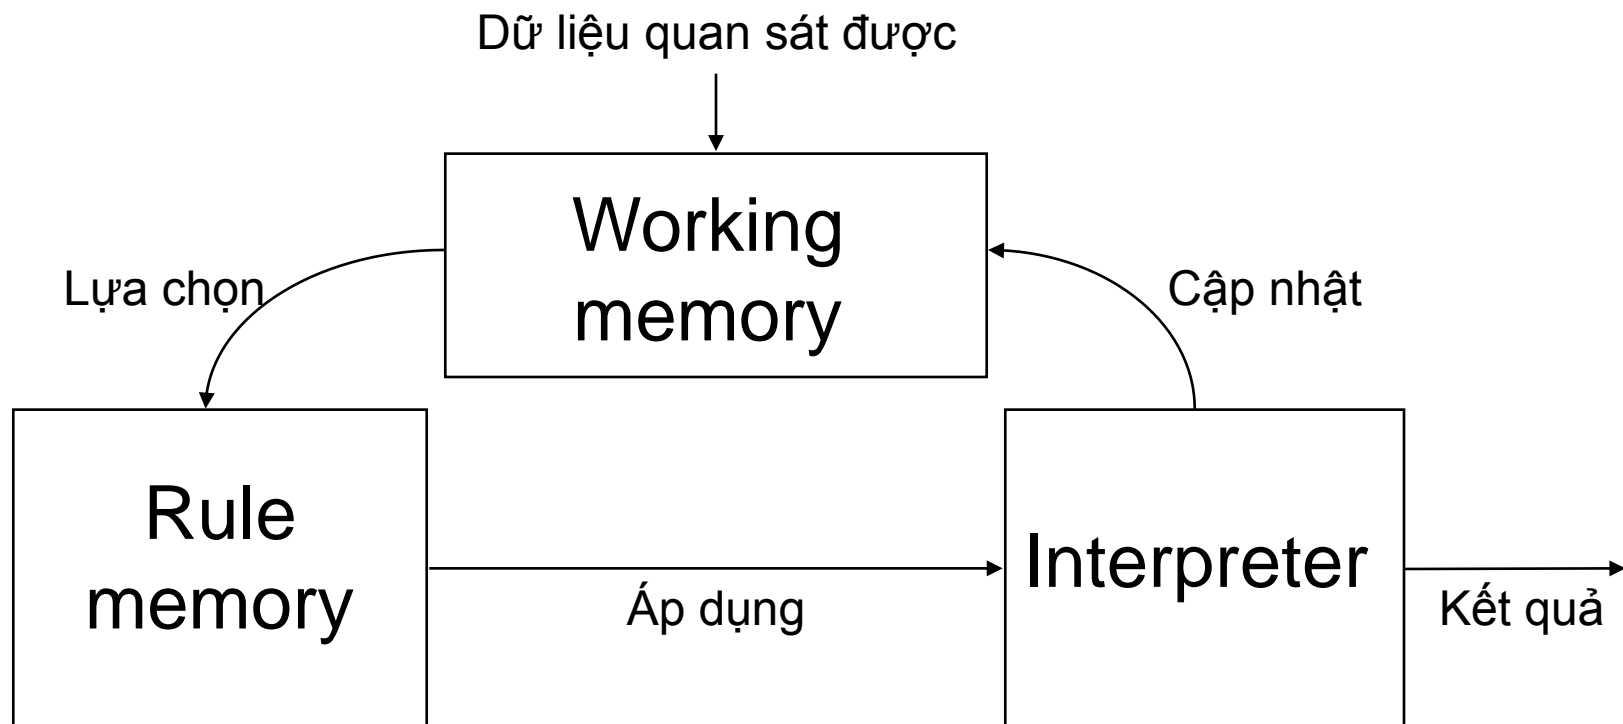 Dữ liệu quan sát được
Working
memory
Lựa chọn
Cập nhật
Rule
memory
Áp dụng
Interpreter
Kết quả